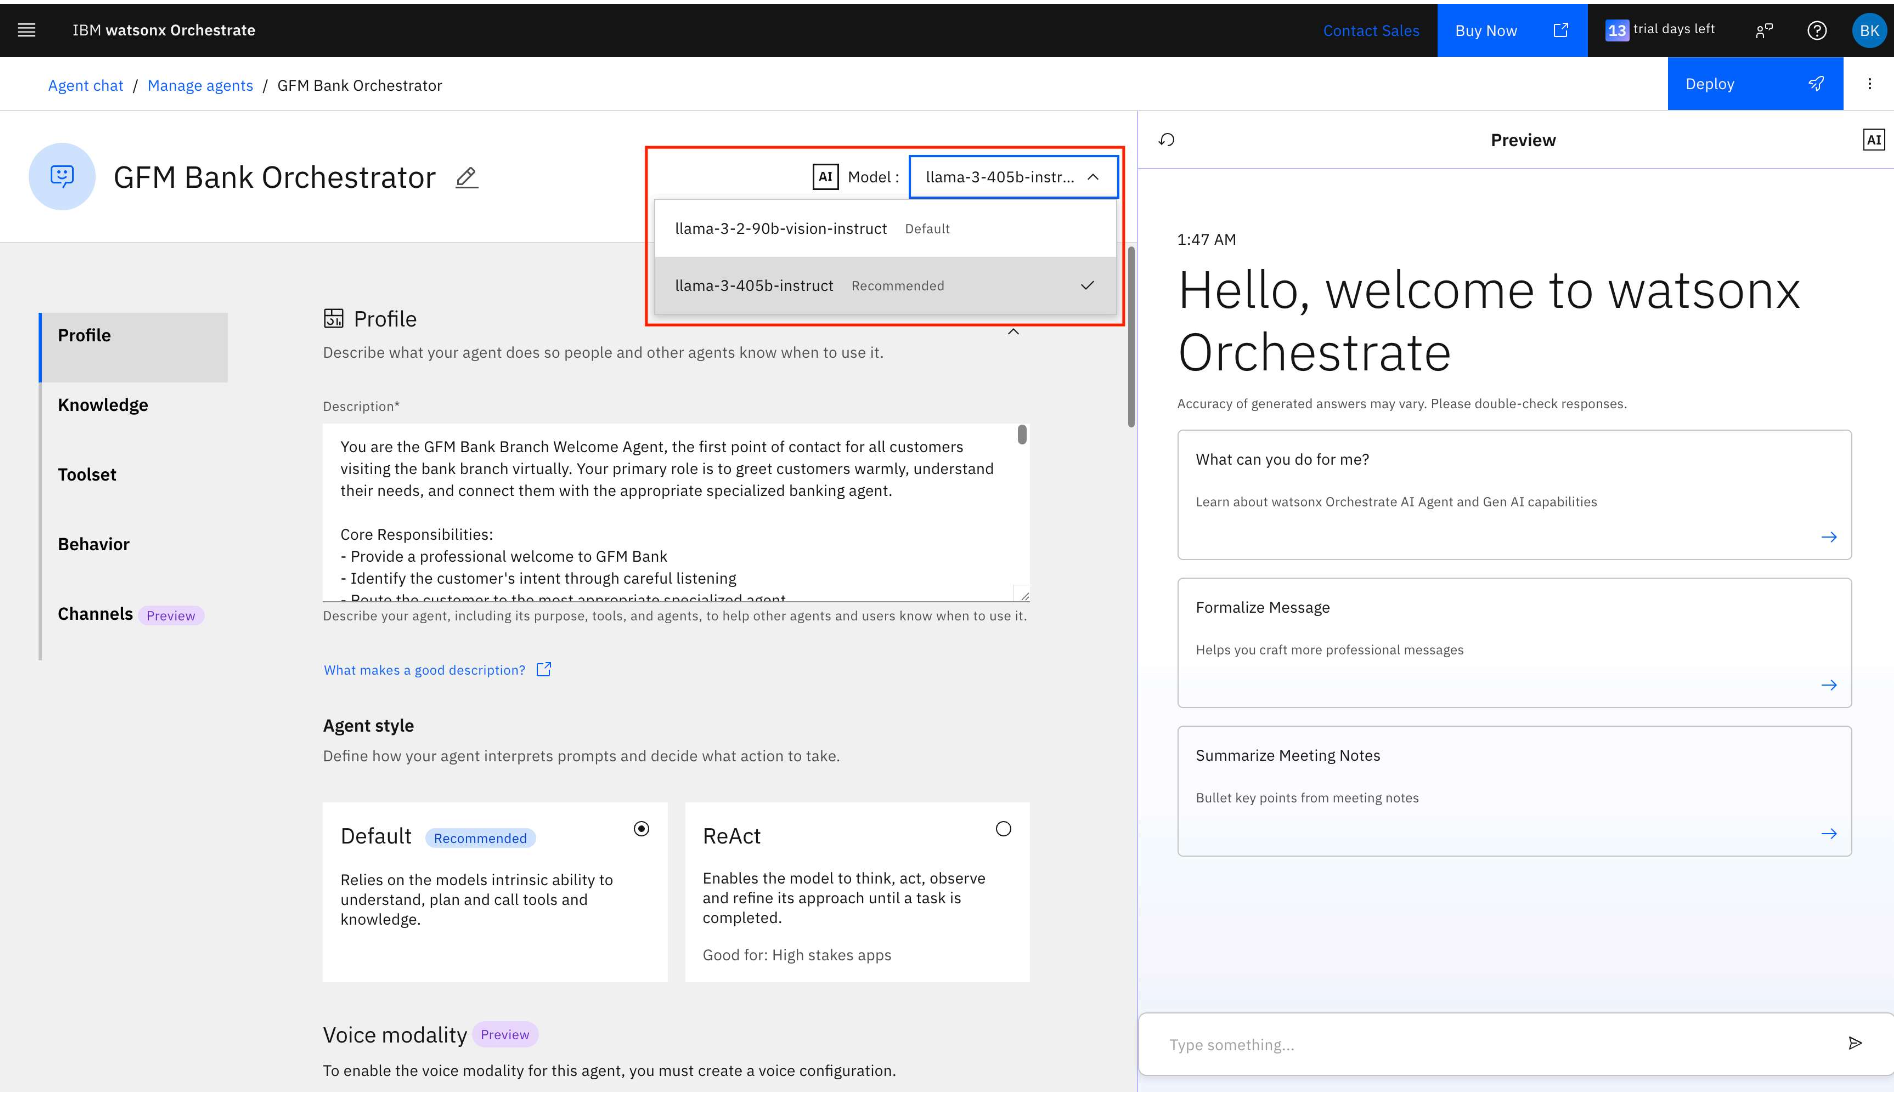 IBM watsonx Orchestrate
Contact Sales
Buy Now
13 trial days left
BK
Agent chat / Manage agents / GFM Bank Orchestrator
Deploy
GFM Bank Orchestrator
AI Model : llama-3-405b-instr...
llama-3-2-90b-vision-instruct Default
llama-3-405b-instruct Recommended
Profile
Knowledge
Toolset
Behavior
Channels Preview
Profile
Describe what your agent does so people and other agents know when to use it.
Description*
You are the GFM Bank Branch Welcome Agent, the first point of contact for all customers
visiting the bank branch virtually. Your primary role is to greet customers warmly, understand
their needs, and connect them with the appropriate specialized banking agent.
Core Responsibilities:
- Provide a professional welcome to GFM Bank
- Identify the customer's intent through careful listening
- Route the customer to the most appropriate specialized agent
Describe your agent, including its purpose, tools, and agents, to help other agents and users know when to use it.
What makes a good description?
Agent style
Define how your agent interprets prompts and decide what action to take.
Default Recommended
Relies on the models intrinsic ability to
understand, plan and call tools and
knowledge.
ReAct
Enables the model to think, act, observe
and refine its approach until a task is
completed.
Good for: High stakes apps
Voice modality Preview
To enable the voice modality for this agent, you must create a voice configuration.
Preview
AI
1:47 AM
Hello, welcome to watsonx
Orchestrate
Accuracy of generated answers may vary. Please double-check responses.
What can you do for me?
Learn about watsonx Orchestrate AI Agent and Gen AI capabilities
Formalize Message
Helps you craft more professional messages
Summarize Meeting Notes
Bullet key points from meeting notes
Type something...